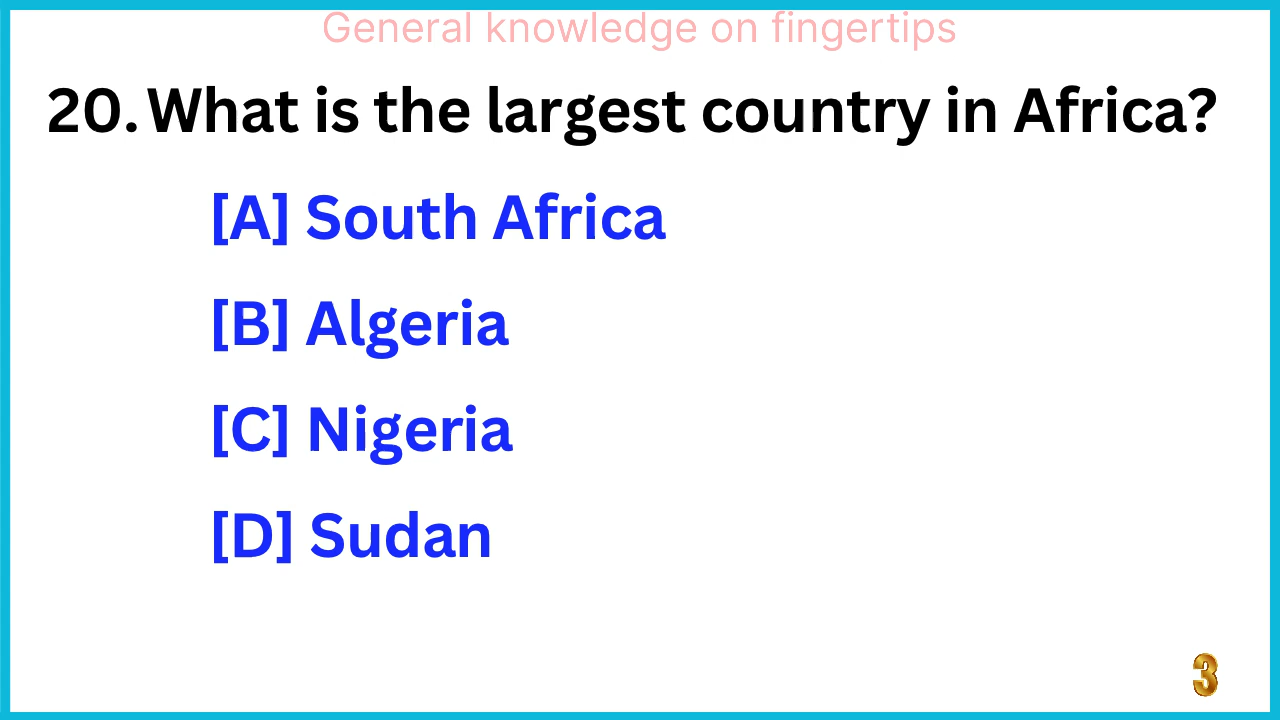 General knowledge on fingertips
20. What is the largest country in Africa?
[A] South Africa
[B] Algeria
[C] Nigeria
[D] Sudan
3